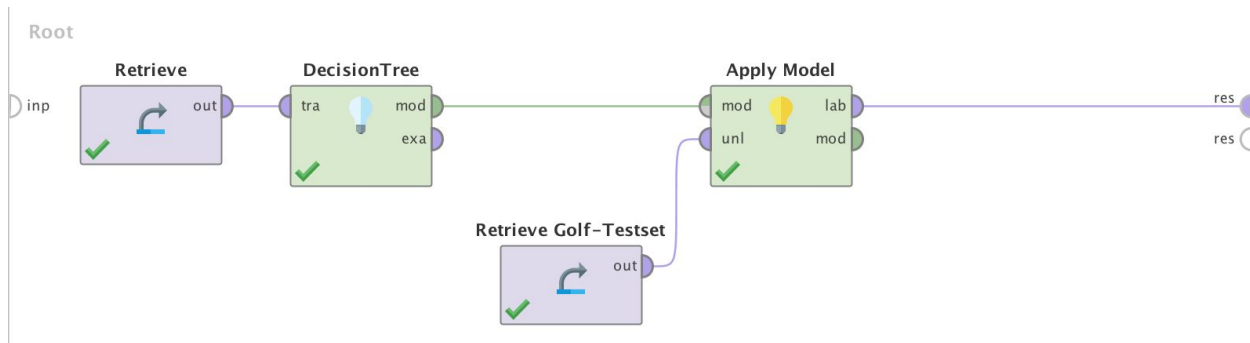 Root
Retrieve
DecisionTree
Apply Model
inp
out
tra
mod
mod
lab
res
exa
unl
mod
res
Retrieve Golf-Testset
out